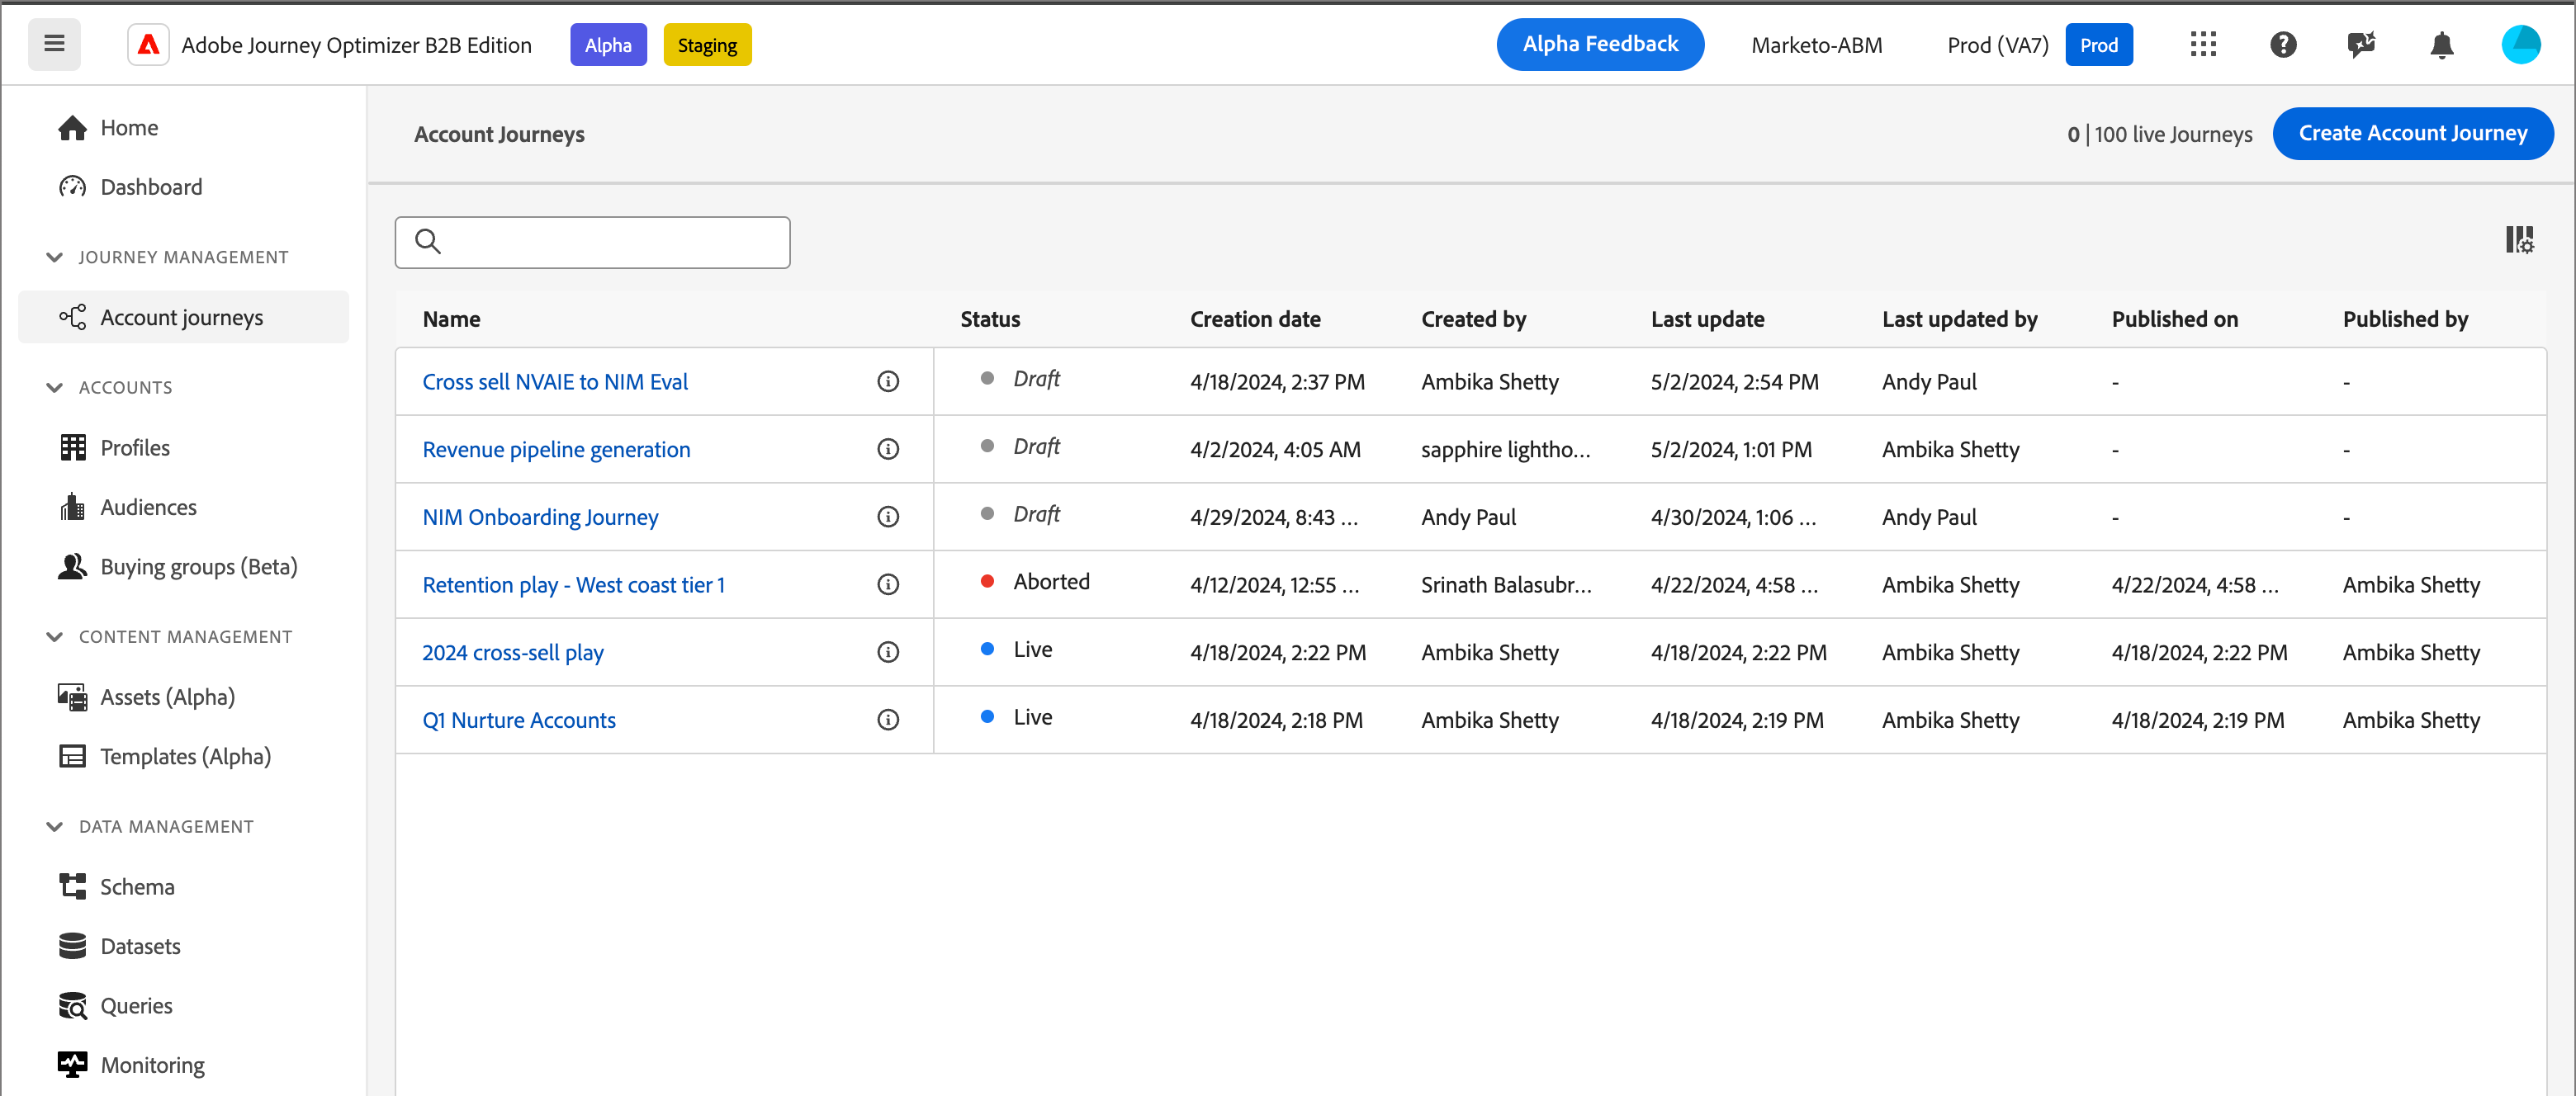 Adobe Journey Optimizer B2B Edition Alpha Staging Alpha Feedback Marketo-ABM Prod (VA7) Prod
Home
Dashboard
JOURNEY MANAGEMENT
Account journeys
ACCOUNTS
Profiles
Audiences
Buying groups (Beta)
CONTENT MANAGEMENT
Assets (Alpha)
Templates (Alpha)
DATA MANAGEMENT
Schema
Datasets
Queries
Monitoring
Account Journeys 0 | 100 live Journeys Create Account Journey
Name Status Creation date Created by Last update Last updated by Published on Published by
Cross sell NVAIE to NIM Eval Draft 4/18/2024, 2:37 PM Ambika Shetty 5/2/2024, 2:54 PM Andy Paul - -
Revenue pipeline generation Draft 4/2/2024, 4:05 AM sapphire lightho... 5/2/2024, 1:01 PM Ambika Shetty - -
NIM Onboarding Journey Draft 4/29/2024, 8:43 ... Andy Paul 4/30/2024, 1:06 ... Andy Paul - -
Retention play - West coast tier 1 Aborted 4/12/2024, 12:55 ... Srinath Balasubr... 4/22/2024, 4:58 ... Ambika Shetty 4/22/2024, 4:58 ... Ambika Shetty
2024 cross-sell play Live 4/18/2024, 2:22 PM Ambika Shetty 4/18/2024, 2:22 PM Ambika Shetty 4/18/2024, 2:22 PM Ambika Shetty
Q1 Nurture Accounts Live 4/18/2024, 2:18 PM Ambika Shetty 4/18/2024, 2:19 PM Ambika Shetty 4/18/2024, 2:19 PM Ambika Shetty